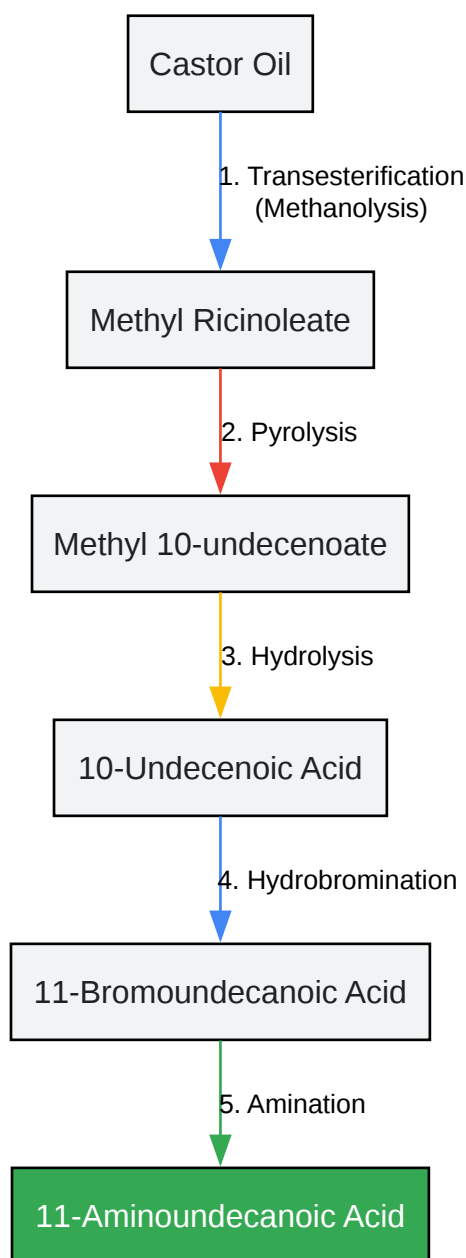 Castor Oil
1. Transesterification
(Methanolysis)
Methyl Ricinoleate
2. Pyrolysis
Methyl 10-undecenoate
3. Hydrolysis
10-Undecenoic Acid
4. Hydrobromination
11-Bromoundecanoic Acid
5. Amination
11-Aminoundecanoic Acid